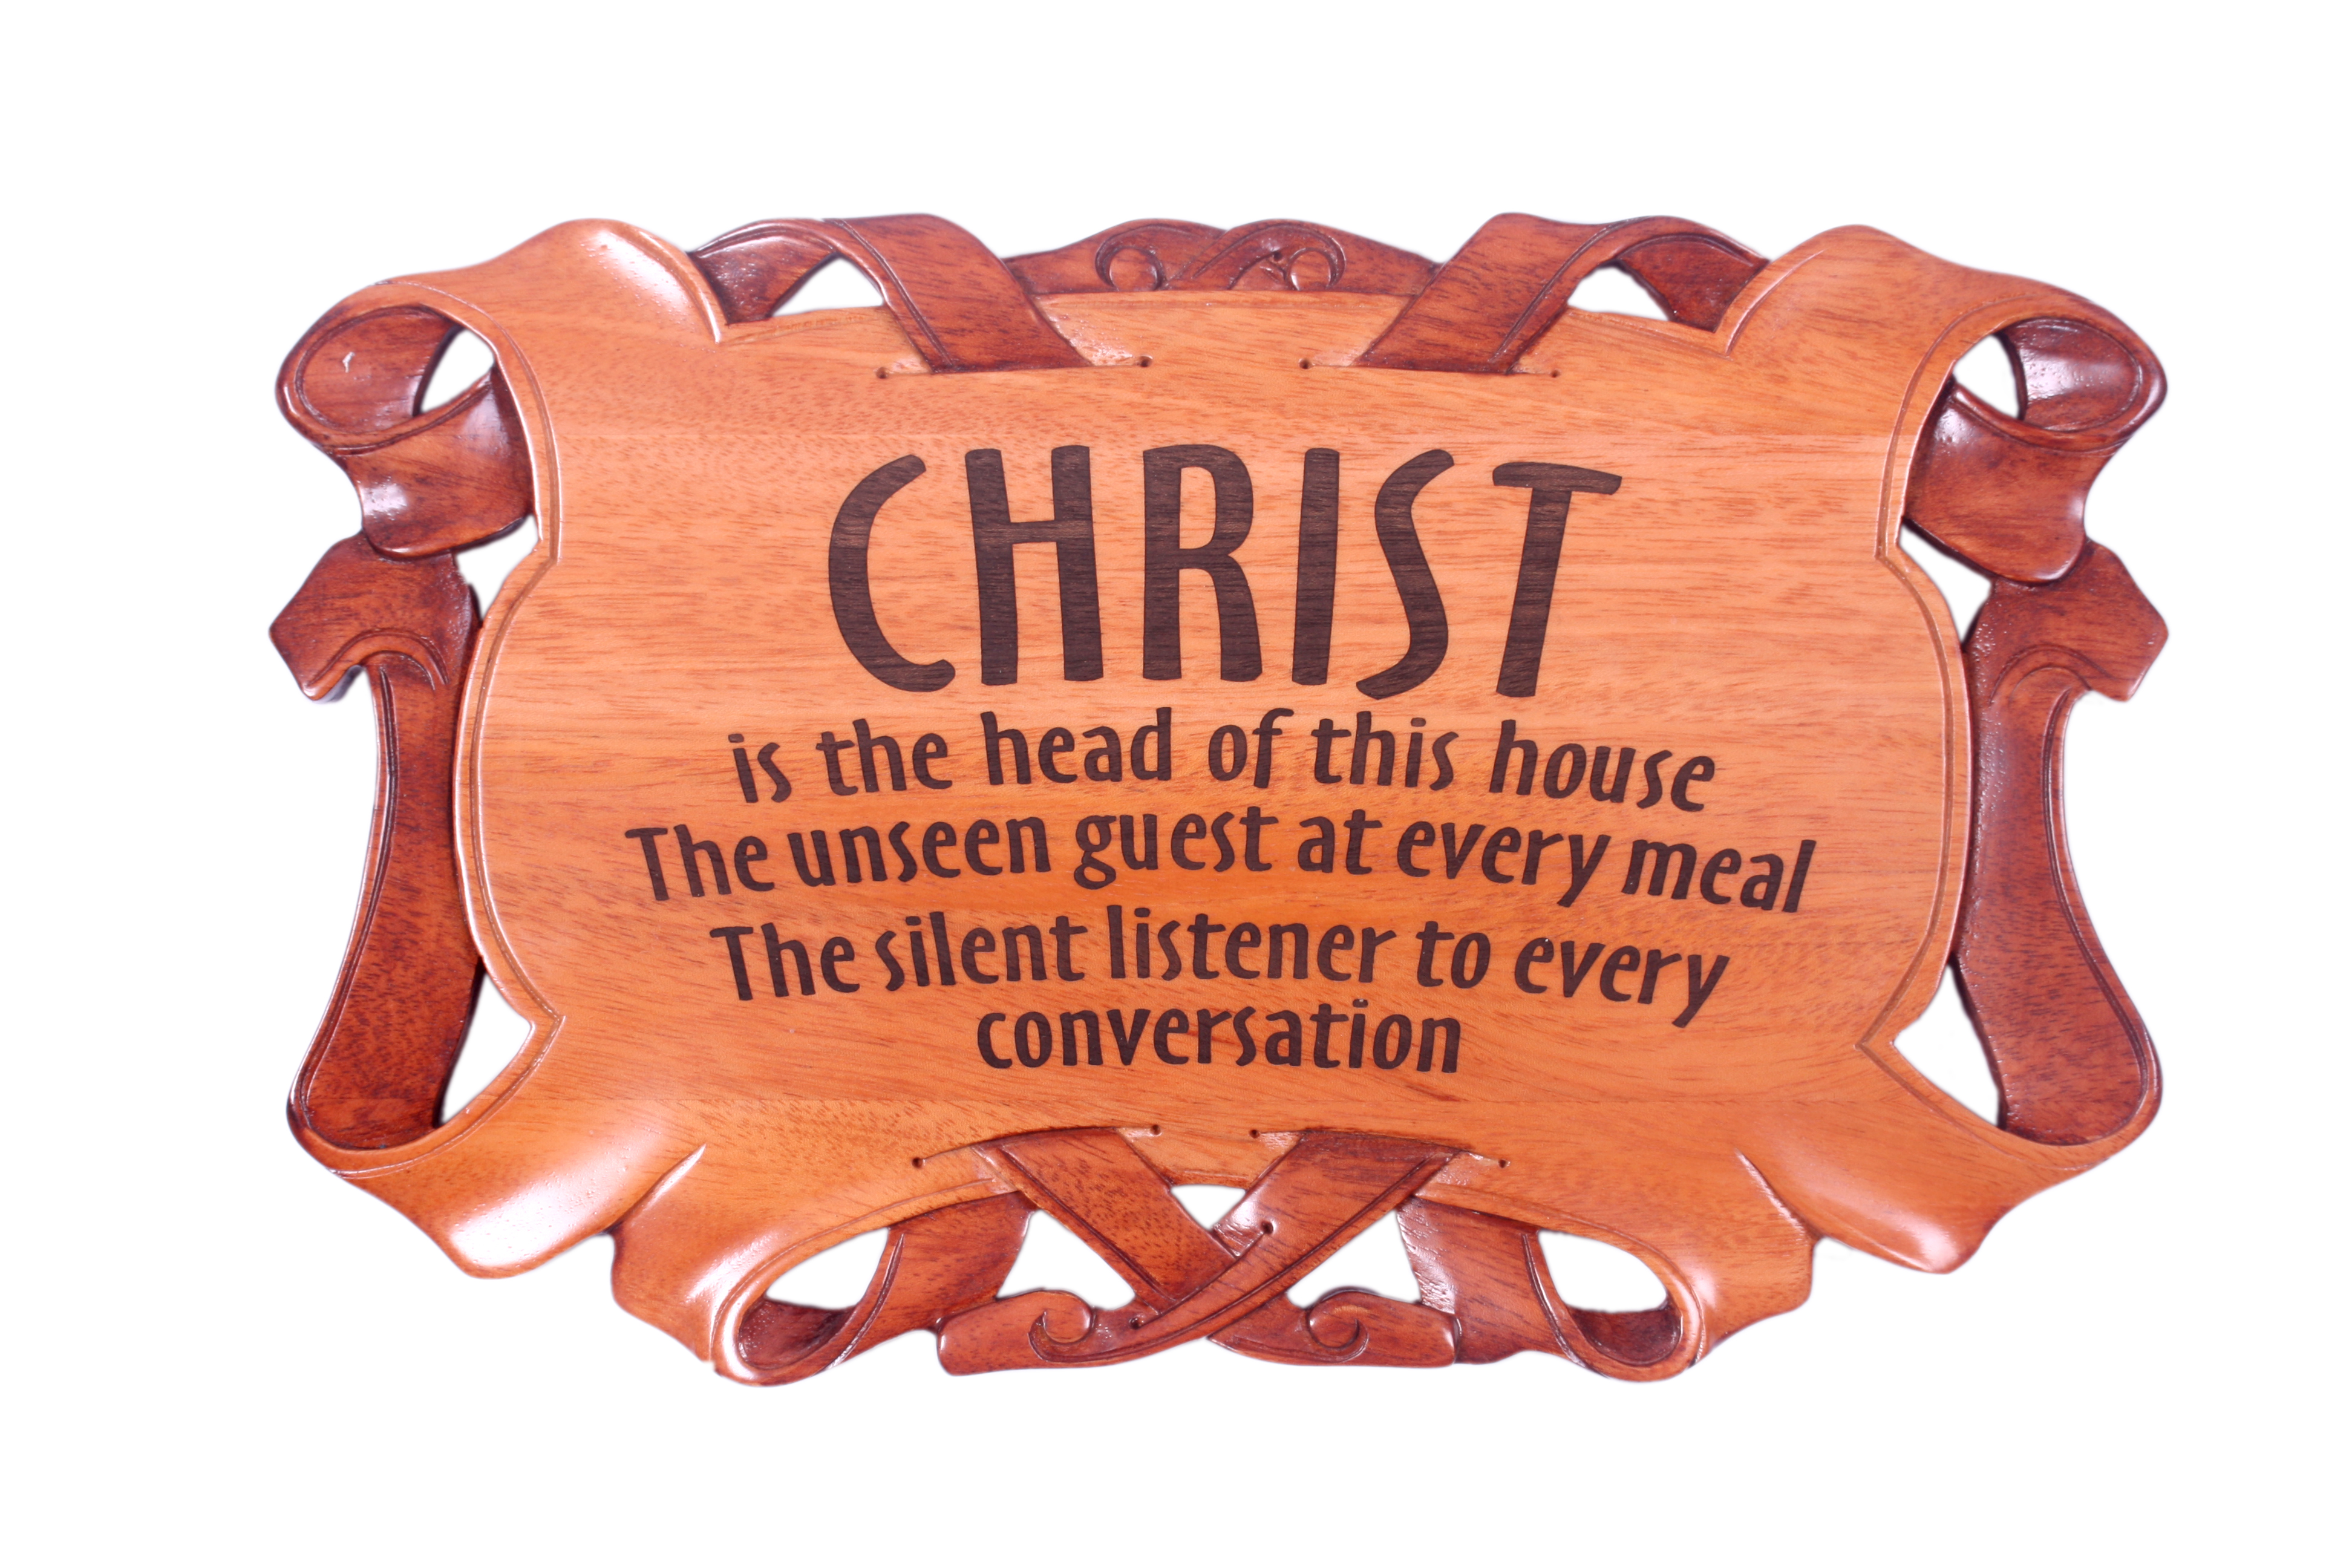 CHRIST
is the head of this house
The unseen guest at every meal
The silent listener to every
conversation